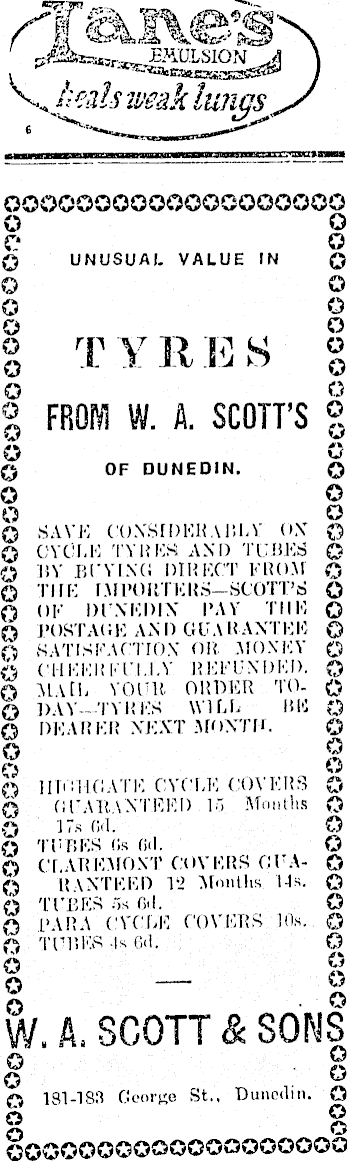 Lane's
EMULSION
heals weak lungs
6
UNUSUAL VALUE IN
TYRES
FROM W. A. SCOTT'S
OF DUNEDIN.
SAVE CONSIDERABLY ON
CYCLE TYRES AND TUBES
BY BUYING DIRECT FROM
THE IMPORTERS—SCOTT'S
OF DUNEDIN PAY THE
POSTAGE AND GUARANTEE
SATISFACTION OR MONEY
CHEERFULLY REFUNDED.
MAIL YOUR ORDER TO-
DAY—TYRES WILL BE
DEARER NEXT MONTH.
HIGHGATE CYCLE COVERS
GUARANTEED 15 Months
17s 6d.
TUBES 6s 6d.
CLAREMONT COVERS GUA-
RANTEED 12 Months 14s.
TUBES 5s 6d.
PARA CYCLE COVERS 10s.
TUBES 4s 6d.
W. A. SCOTT & SONS
181-183 George St., Dunedin.